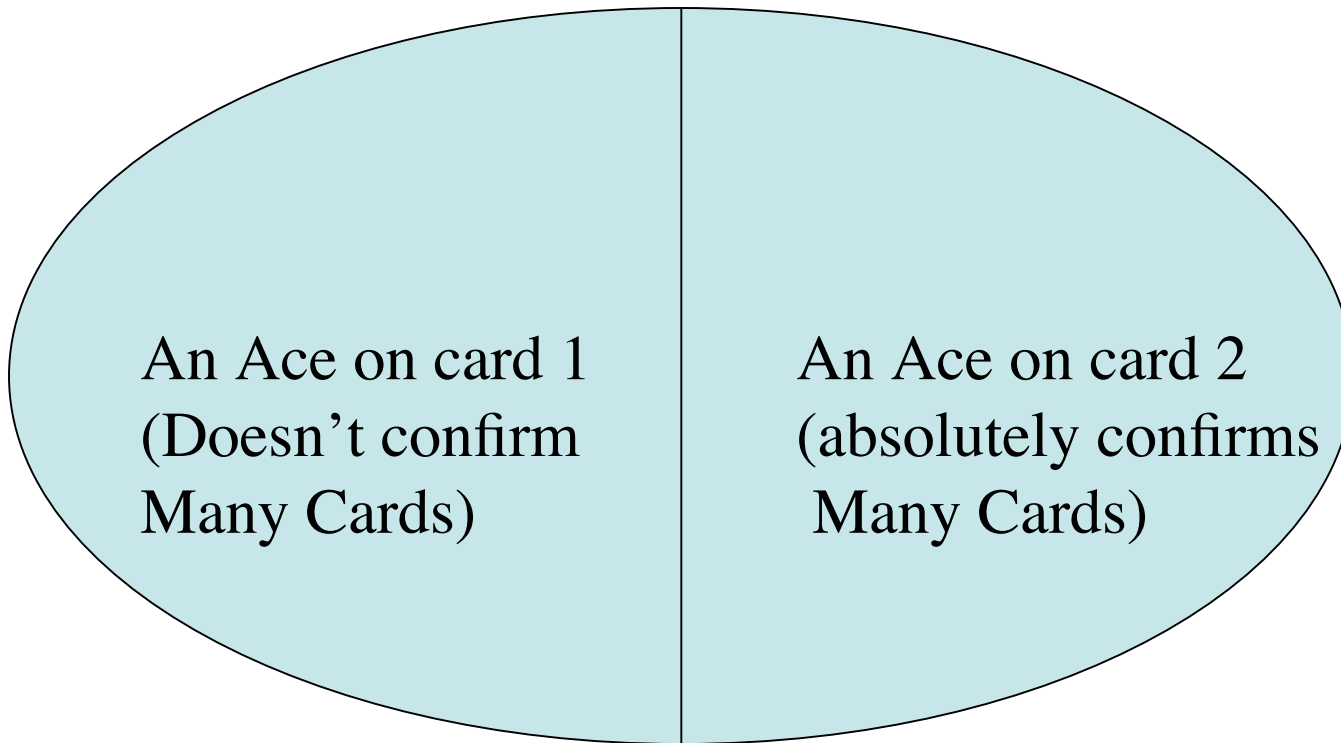 An Ace on card 1
(Doesn’t confirm
Many Cards)
An Ace on card 2
(absolutely confirms
Many Cards)